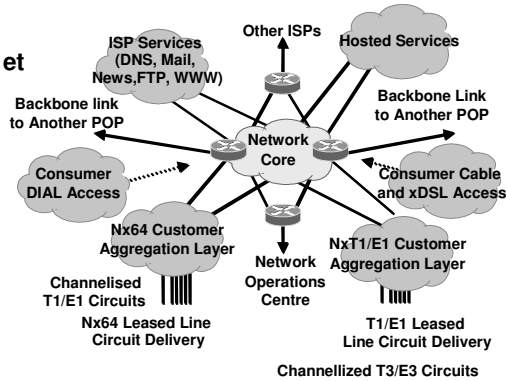 et
ISP Services
(DNS, Mail,
News,FTP, WWW)
Other ISPs
Hosted Services
Backbone link
to Another POP
Backbone Link
to Another POP
Network
Core
Consumer
DIAL Access
Consumer Cable
and xDSL Access
Nx64 Customer
Aggregation Layer
NxT1/E1 Customer
Aggregation Layer
Network
Operations
Centre
Channelised
T1/E1 Circuits
Nx64 Leased Line
Circuit Delivery
T1/E1 Leased
Line Circuit Delivery
Channellized T3/E3 Circuits